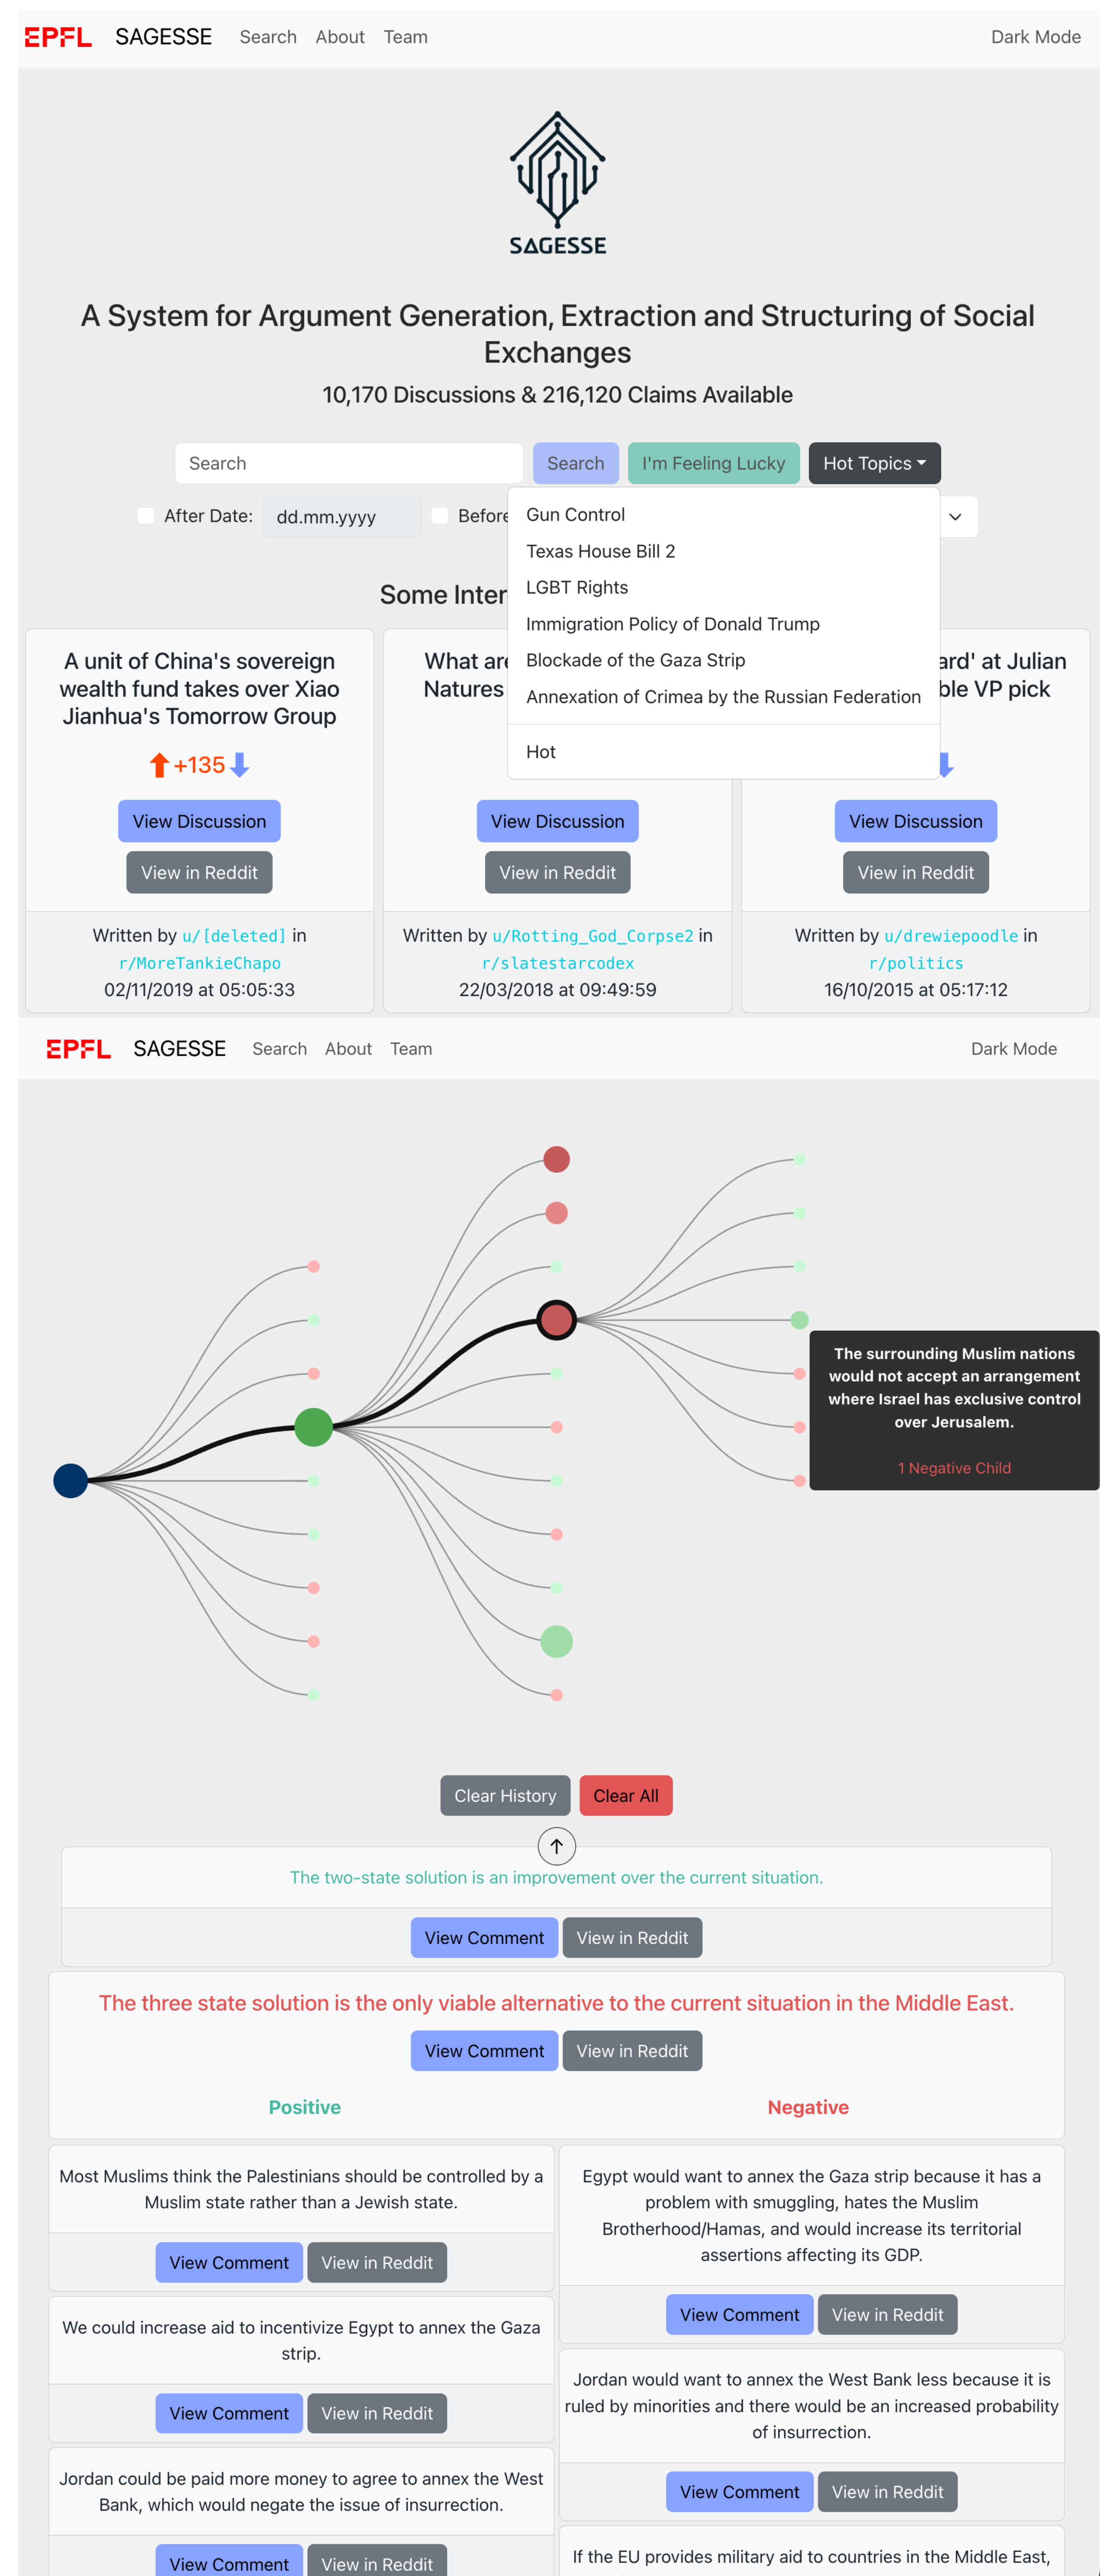 EPFL SAGESSE Search About Team Dark Mode
SAGESSE
A System for Argument Generation, Extraction and Structuring of Social
Exchanges
10,170 Discussions & 216,120 Claims Available
Search Search I'm Feeling Lucky Hot Topics
After Date: dd.mm.yyyy Before
Gun Control
Texas House Bill 2
LGBT Rights
Immigration Policy of Donald Trump
Blockade of the Gaza Strip
Annexation of Crimea by the Russian Federation
Hot
Some Inter
A unit of China's sovereign
wealth fund takes over Xiao
Jianhua's Tomorrow Group
+135
View Discussion
View in Reddit
Written by u/[deleted] in
r/MoreTankieChapo
02/11/2019 at 05:05:33
What are
Natures
View Discussion
View in Reddit
Written by u/Rotting_God_Corpse2 in
r/slatestarcodex
22/03/2018 at 09:49:59
ard' at Julian
ble VP pick
View Discussion
View in Reddit
Written by u/drewiepoodle in
r/politics
16/10/2015 at 05:17:12
EPFL SAGESSE Search About Team Dark Mode
The surrounding Muslim nations
would not accept an arrangement
where Israel has exclusive control
over Jerusalem.
1 Negative Child
Clear History Clear All
The two-state solution is an improvement over the current situation.
View Comment View in Reddit
The three state solution is the only viable alternative to the current situation in the Middle East.
View Comment View in Reddit
Positive Negative
Most Muslims think the Palestinians should be controlled by a
Muslim state rather than a Jewish state.
View Comment View in Reddit
We could increase aid to incentivize Egypt to annex the Gaza
strip.
View Comment View in Reddit
Jordan could be paid more money to agree to annex the West
Bank, which would negate the issue of insurrection.
View Comment View in Reddit
Egypt would want to annex the Gaza strip because it has a
problem with smuggling, hates the Muslim
Brotherhood/Hamas, and would increase its territorial
assertions affecting its GDP.
View Comment View in Reddit
Jordan would want to annex the West Bank less because it is
ruled by minorities and there would be an increased probability
of insurrection.
View Comment View in Reddit
If the EU provides military aid to countries in the Middle East,